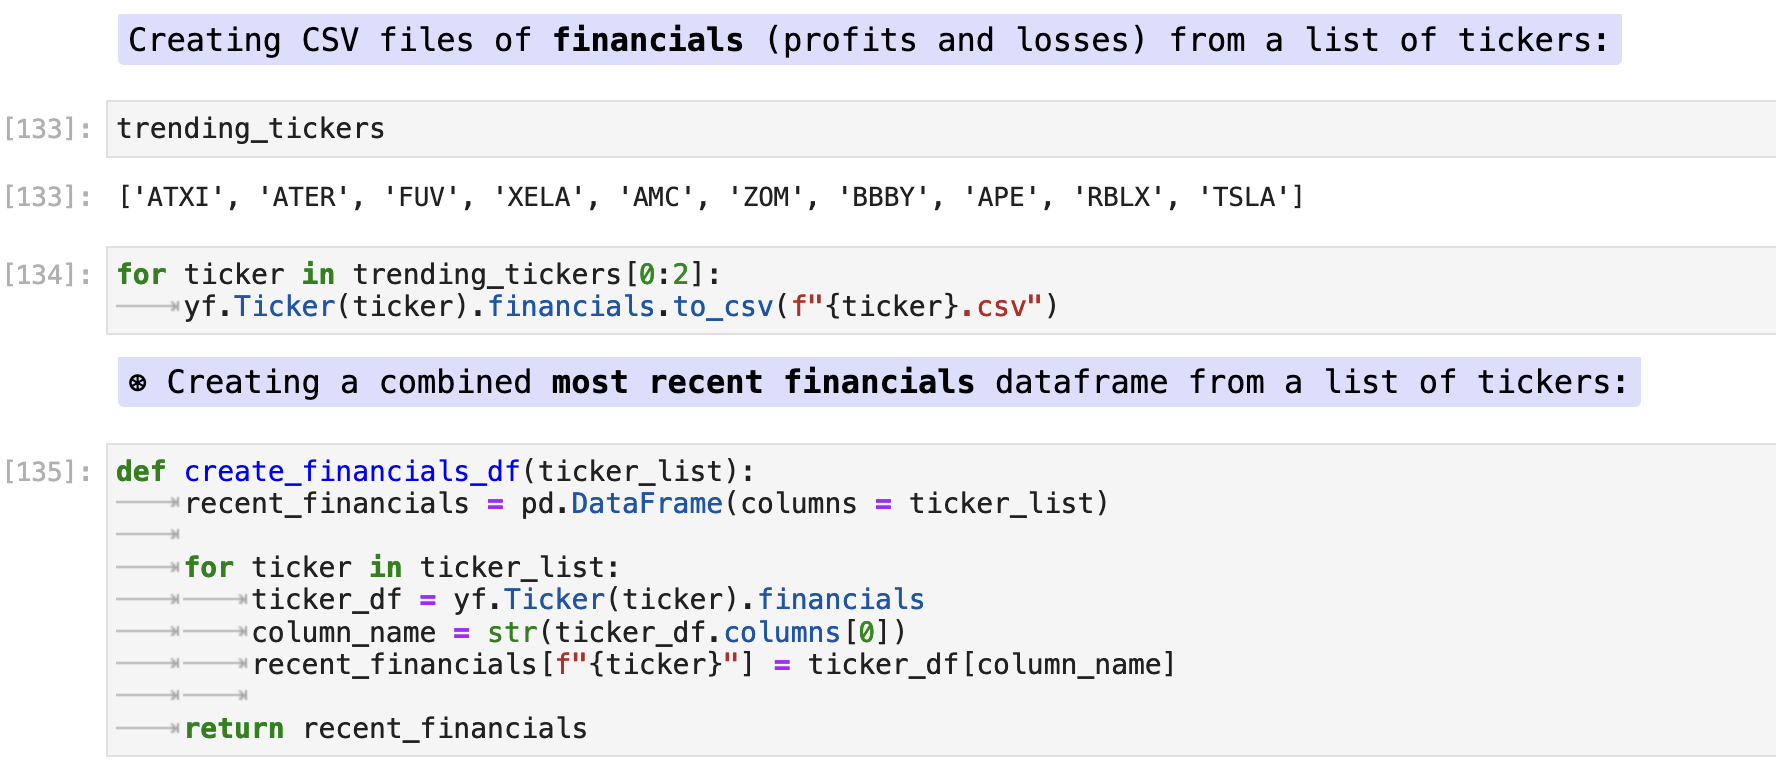 Creating CSV files of financials (profits and losses) from a list of tickers:
[133]: trending_tickers
[133]: ['ATXI', 'ATER', 'FUV', 'XELA', 'AMC', 'ZOM', 'BBBY', 'APE', 'RBLX', 'TSLA']
[134]: for ticker in trending_tickers[0:2]:
yf.Ticker(ticker).financials.to_csv(f"{ticker}.csv")
⊛ Creating a combined most recent financials dataframe from a list of tickers:
[135]: def create_financials_df(ticker_list):
recent_financials = pd.DataFrame(columns = ticker_list)
for ticker in ticker_list:
ticker_df = yf.Ticker(ticker).financials
column_name = str(ticker_df.columns[0])
recent_financials[f"{ticker}"] = ticker_df[column_name]
return recent_financials